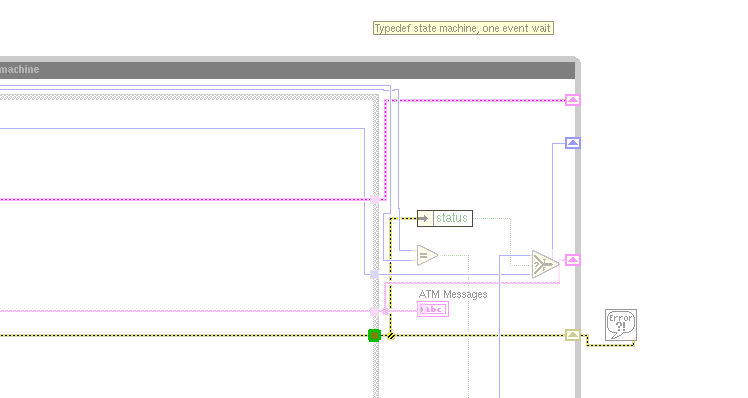 Typedef state machine, one event wait
machine
status
=
?
ATM Messages
abc
Error
?!